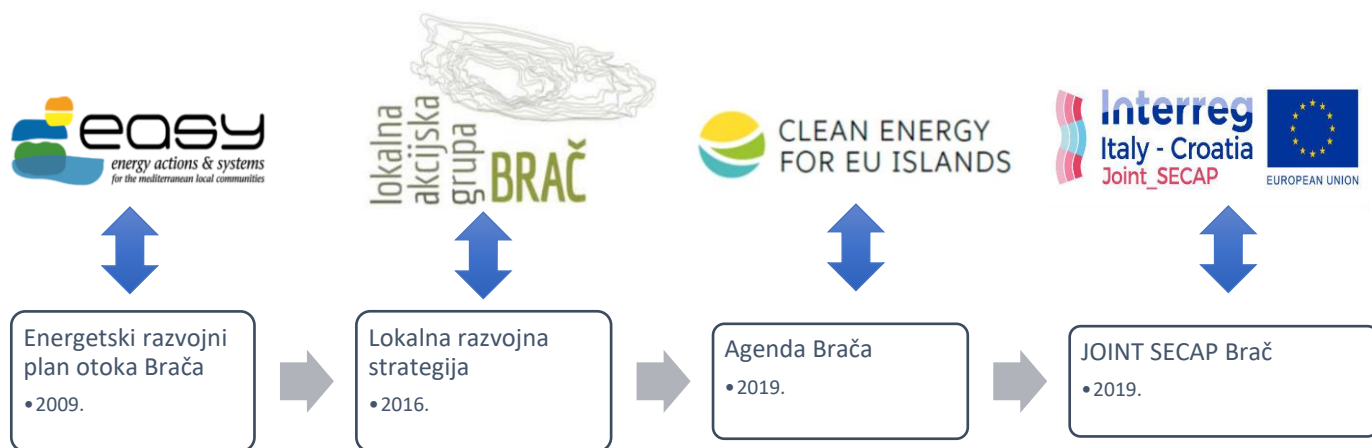 easy
energy actions & systems
for the mediterranean local communities
lokalna
akcijska
grupa
BRAČ
CLEAN ENERGY
FOR EU ISLANDS
Interreg
Italy - Croatia
Joint_SECAP
EUROPEAN UNION
Energetski razvojni
plan otoka Brača
•2009.
Lokalna razvojna
strategija
•2016.
Agenda Brača
•2019.
JOINT SECAP Brač
•2019.